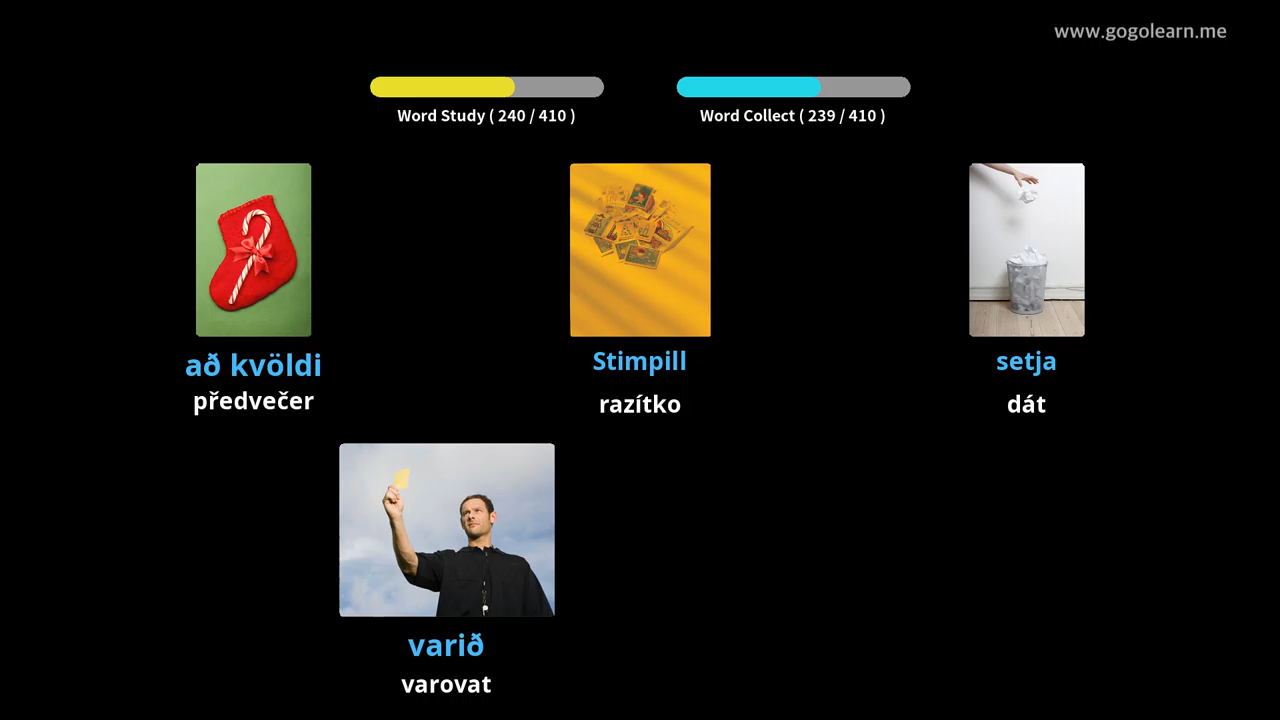 www.gogolearn.me
Word Study ( 240 / 410 )
Word Collect ( 239 / 410 )
að kvöldi
předvečer
Stimpill
razítko
setja
dát
varið
varovat